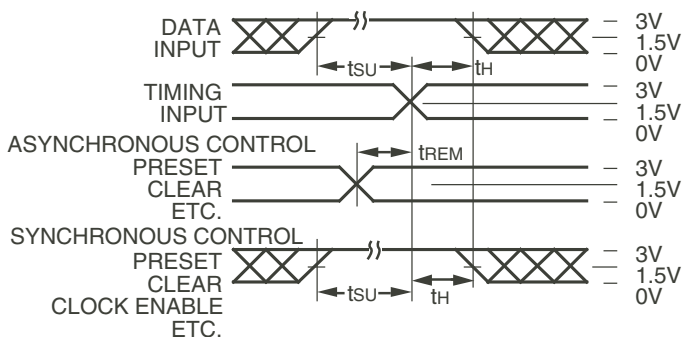 DATA
INPUT
3V
1.5V
0V
tSU
tH
TIMING
INPUT
3V
1.5V
0V
ASYNCHRONOUS CONTROL
PRESET
CLEAR
ETC.
tREM
3V
1.5V
0V
SYNCHRONOUS CONTROL
PRESET
CLEAR
CLOCK ENABLE
ETC.
tSU
tH
3V
1.5V
0V